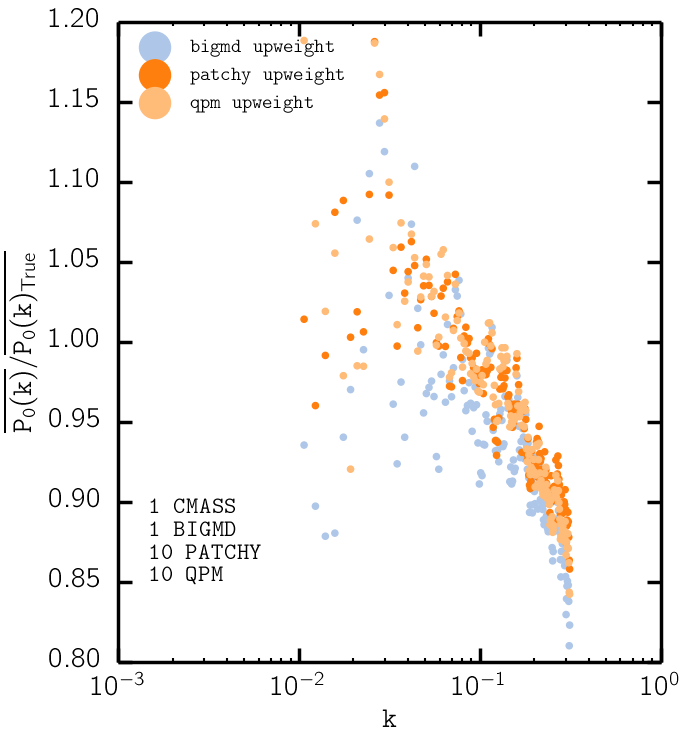 1.20
1.15
1.10
1.05
1.00
0.95
0.90
0.85
0.80
P₀(k)/P₀(k)True
bigmd upweight
patchy upweight
qpm upweight
1 CMASS
1 BIGMD
10 PATCHY
10 QPM
10⁻³ 10⁻² 10⁻¹ 10⁰
k